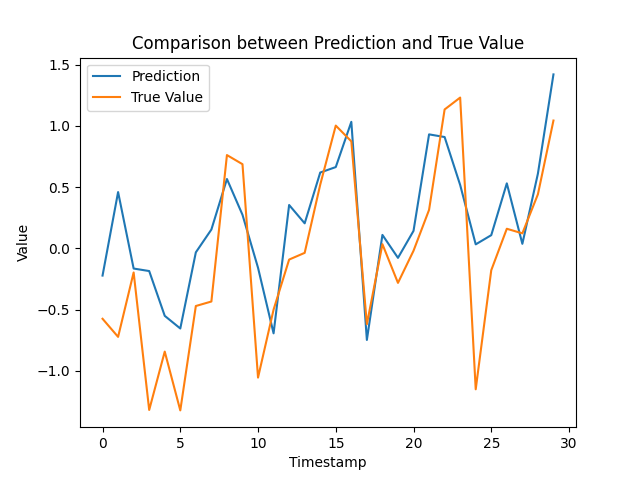 Comparison between Prediction and True Value
Prediction
True Value
Value
1.5
1.0
0.5
0.0
−0.5
−1.0
0 5 10 15 20 25 30
Timestamp